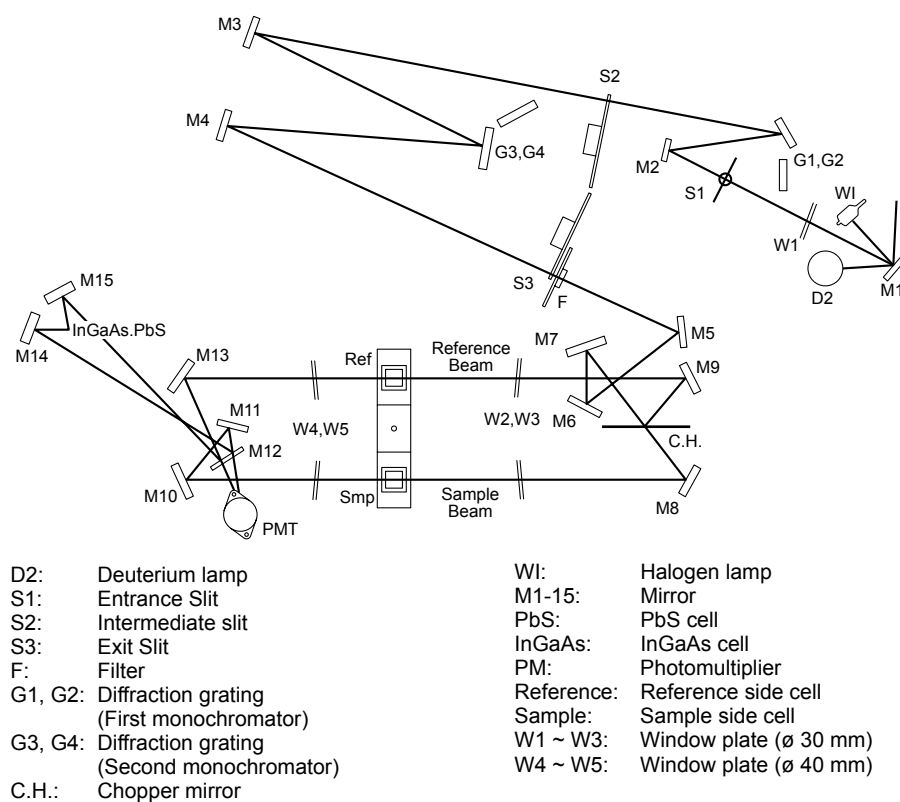 M3
S2
M4
G3,G4
M2
G1,G2
S1
WI
W1
D2
M1
S3
F
M15
InGaAs.PbS
M14
M5
M7
M13
Ref
Reference
Beam
M9
M11
W4,W5
W2,W3
M6
C.H.
M12
M10
Smp
Sample
Beam
M8
PMT
D2: Deuterium lamp
S1: Entrance Slit
S2: Intermediate slit
S3: Exit Slit
F: Filter
G1, G2: Diffraction grating
(First monochromator)
G3, G4: Diffraction grating
(Second monochromator)
C.H.: Chopper mirror
WI: Halogen lamp
M1-15: Mirror
PbS: PbS cell
InGaAs: InGaAs cell
PM: Photomultiplier
Reference: Reference side cell
Sample: Sample side cell
W1 ~ W3: Window plate (ø 30 mm)
W4 ~ W5: Window plate (ø 40 mm)